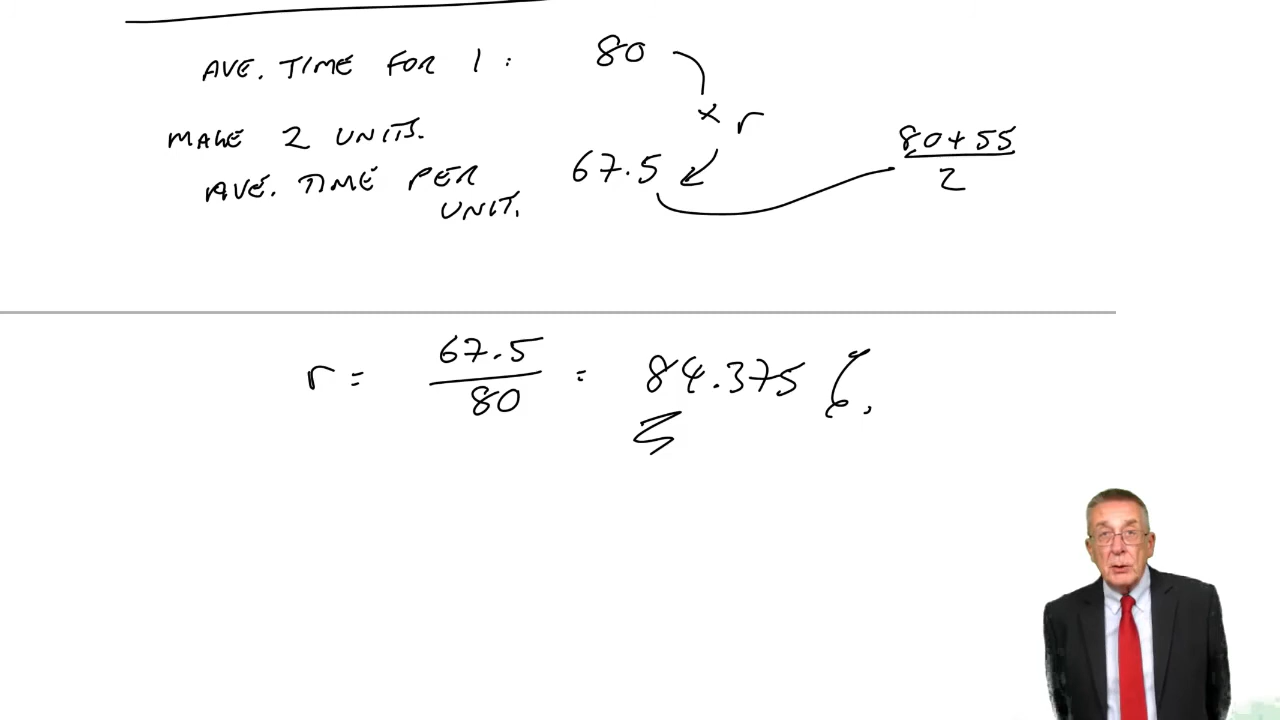 AVE. TIME FOR 1 : 80
× r
MAKE 2 UNITS.
AVE. TIME PER UNIT. 67.5
80 + 55
2
r = 67.5 / 80 = 84.375 %.